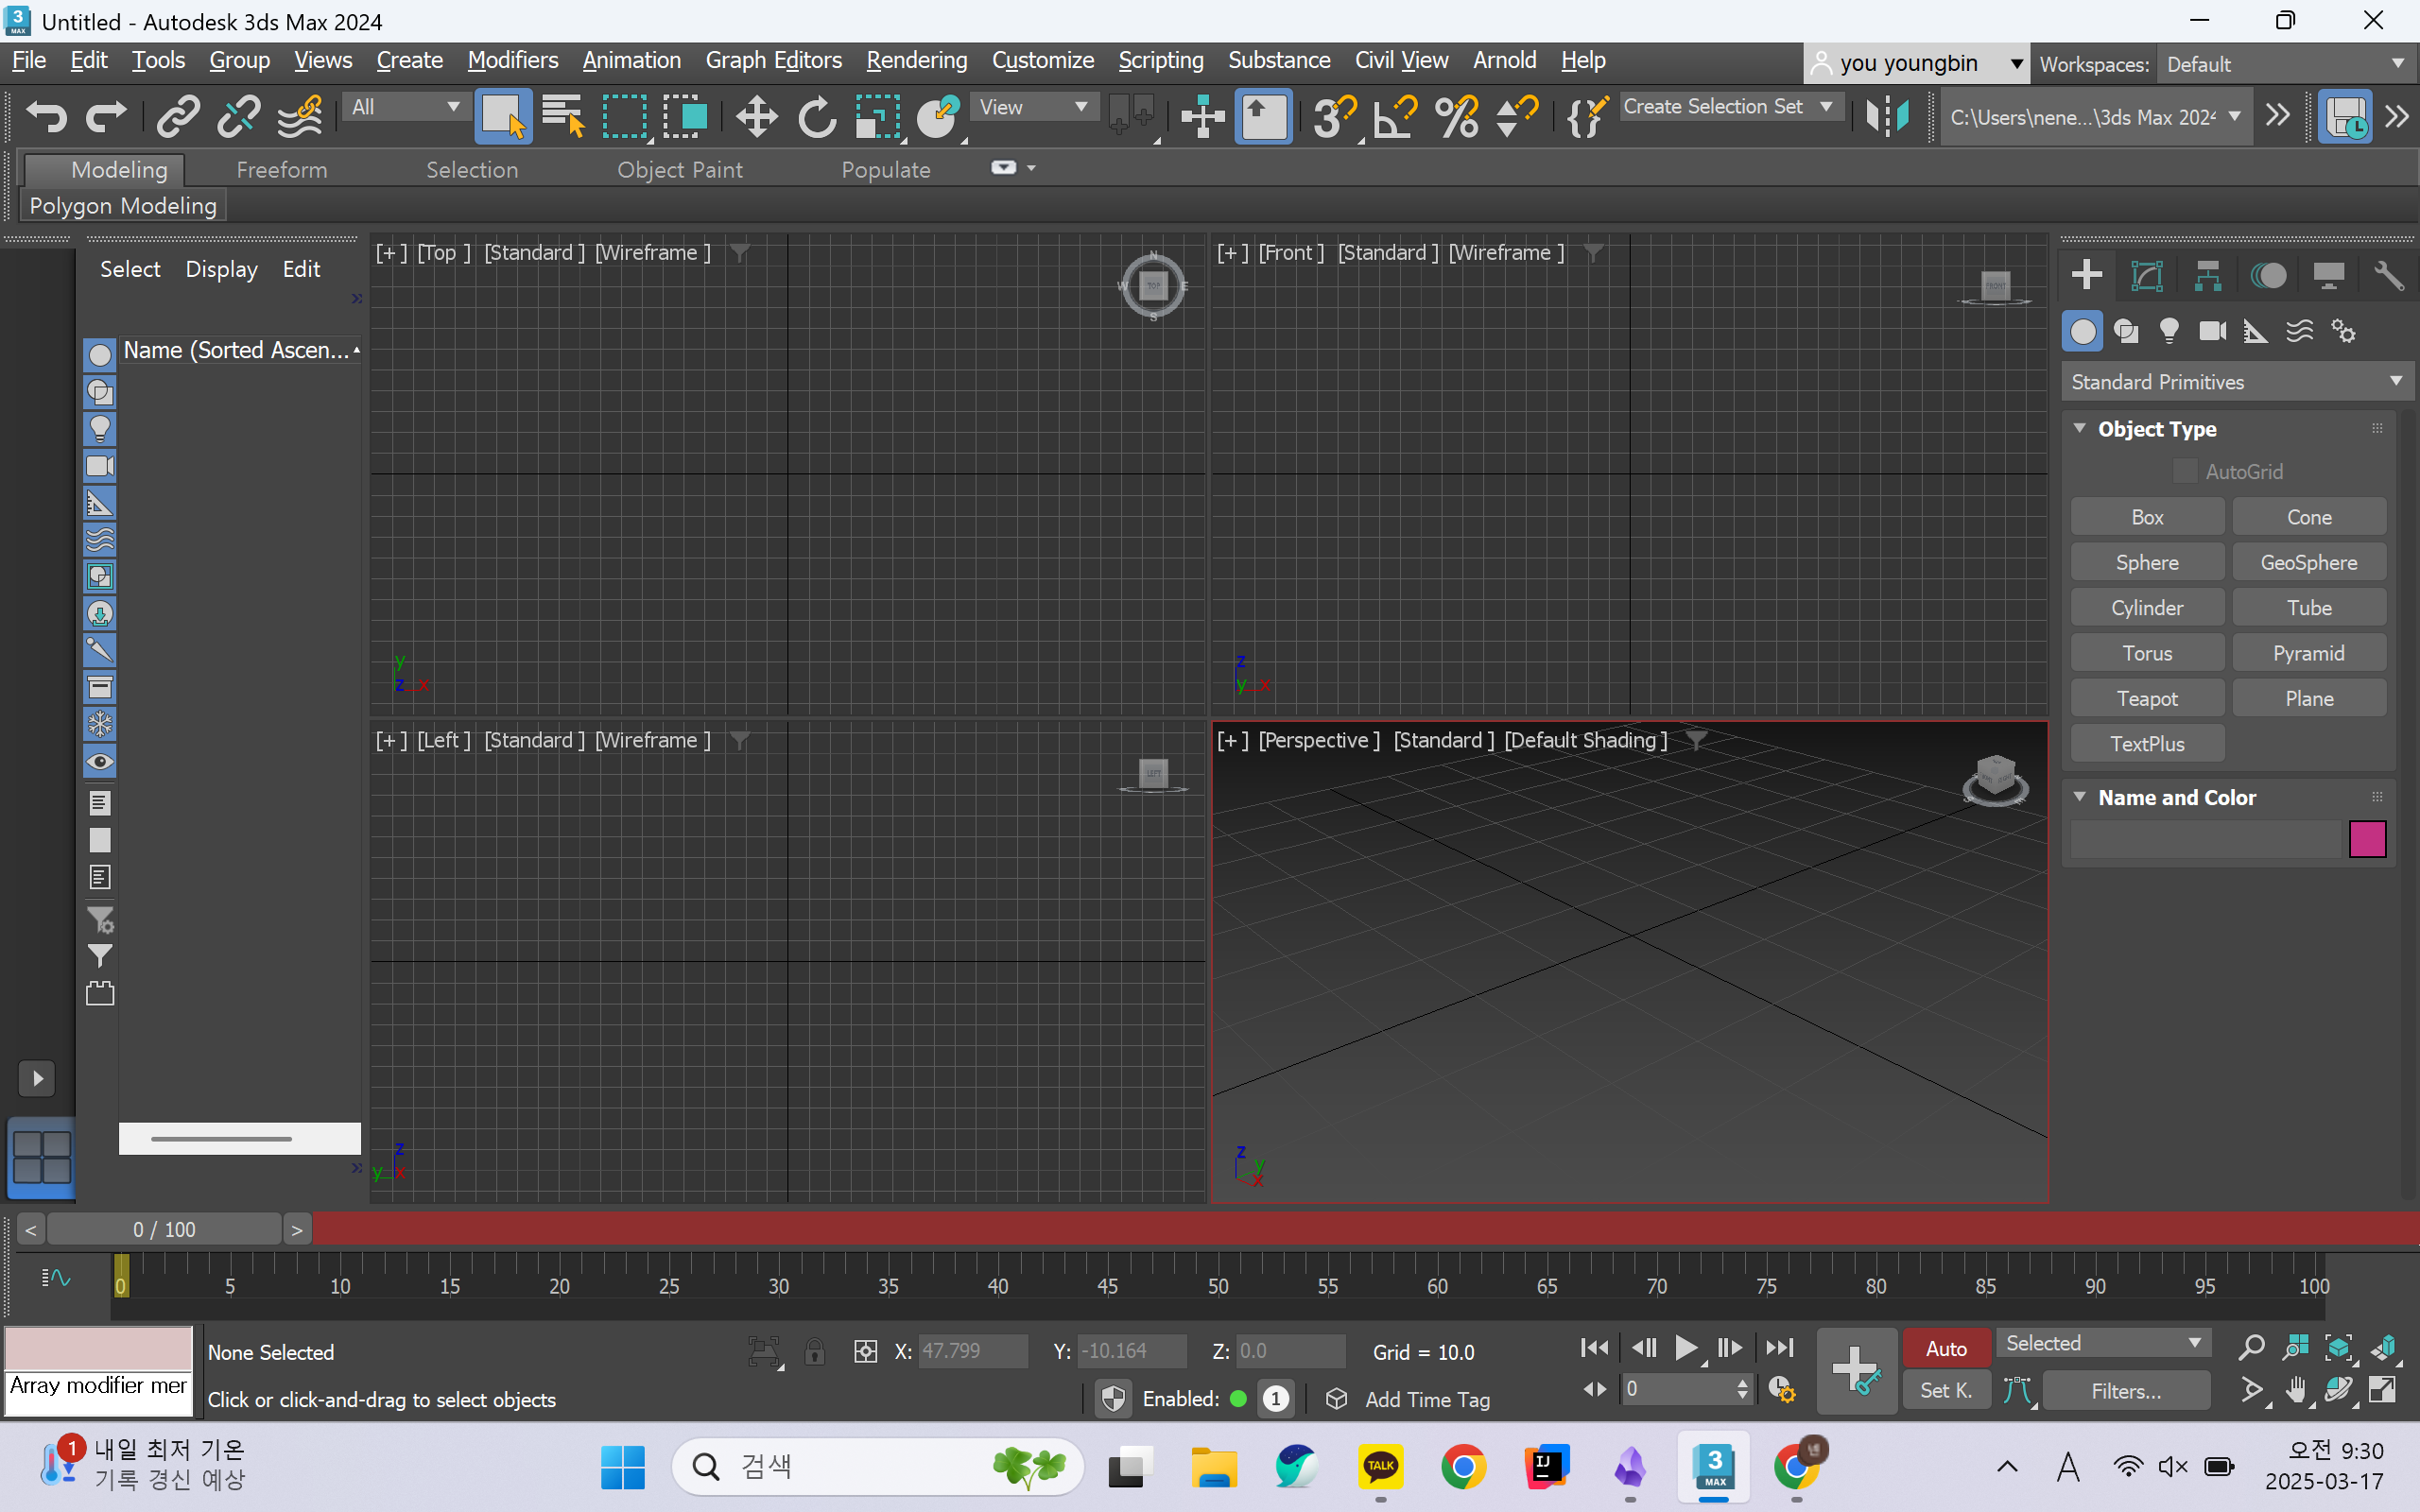 Untitled - Autodesk 3ds Max 2024
File Edit Tools Group Views Create Modifiers Animation Graph Editors Rendering Customize Scripting Substance Civil View Arnold Help
you youngbin Workspaces: Default
All View Create Selection Set C:\Users\nene...\3ds Max 2024
Modeling Freeform Selection Object Paint Populate
Polygon Modeling
Select Display Edit
Name (Sorted Ascen...
[+] [Top] [Standard] [Wireframe]
N
W TOP E
S
y
z x
[+] [Front] [Standard] [Wireframe]
FRONT
z
y x
[+] [Left] [Standard] [Wireframe]
LEFT
z
y x
[+] [Perspective] [Standard] [Default Shading]
z
y
x
Standard Primitives
Object Type
AutoGrid
Box Cone
Sphere GeoSphere
Cylinder Tube
Torus Pyramid
Teapot Plane
TextPlus
Name and Color
< 0 / 100 >
0 5 10 15 20 25 30 35 40 45 50 55 60 65 70 75 80 85 90 95 100
None Selected
X: 47.799 Y: -10.164 Z: 0.0 Grid = 10.0
Auto Selected
Array modifier mer
Click or click-and-drag to select objects
Enabled: 1 Add Time Tag
0
Set K. Filters...
1 내일 최저 기온
기록 경신 예상
검색
TALK
IJ
3
MAX
A
오전 9:30
2025-03-17